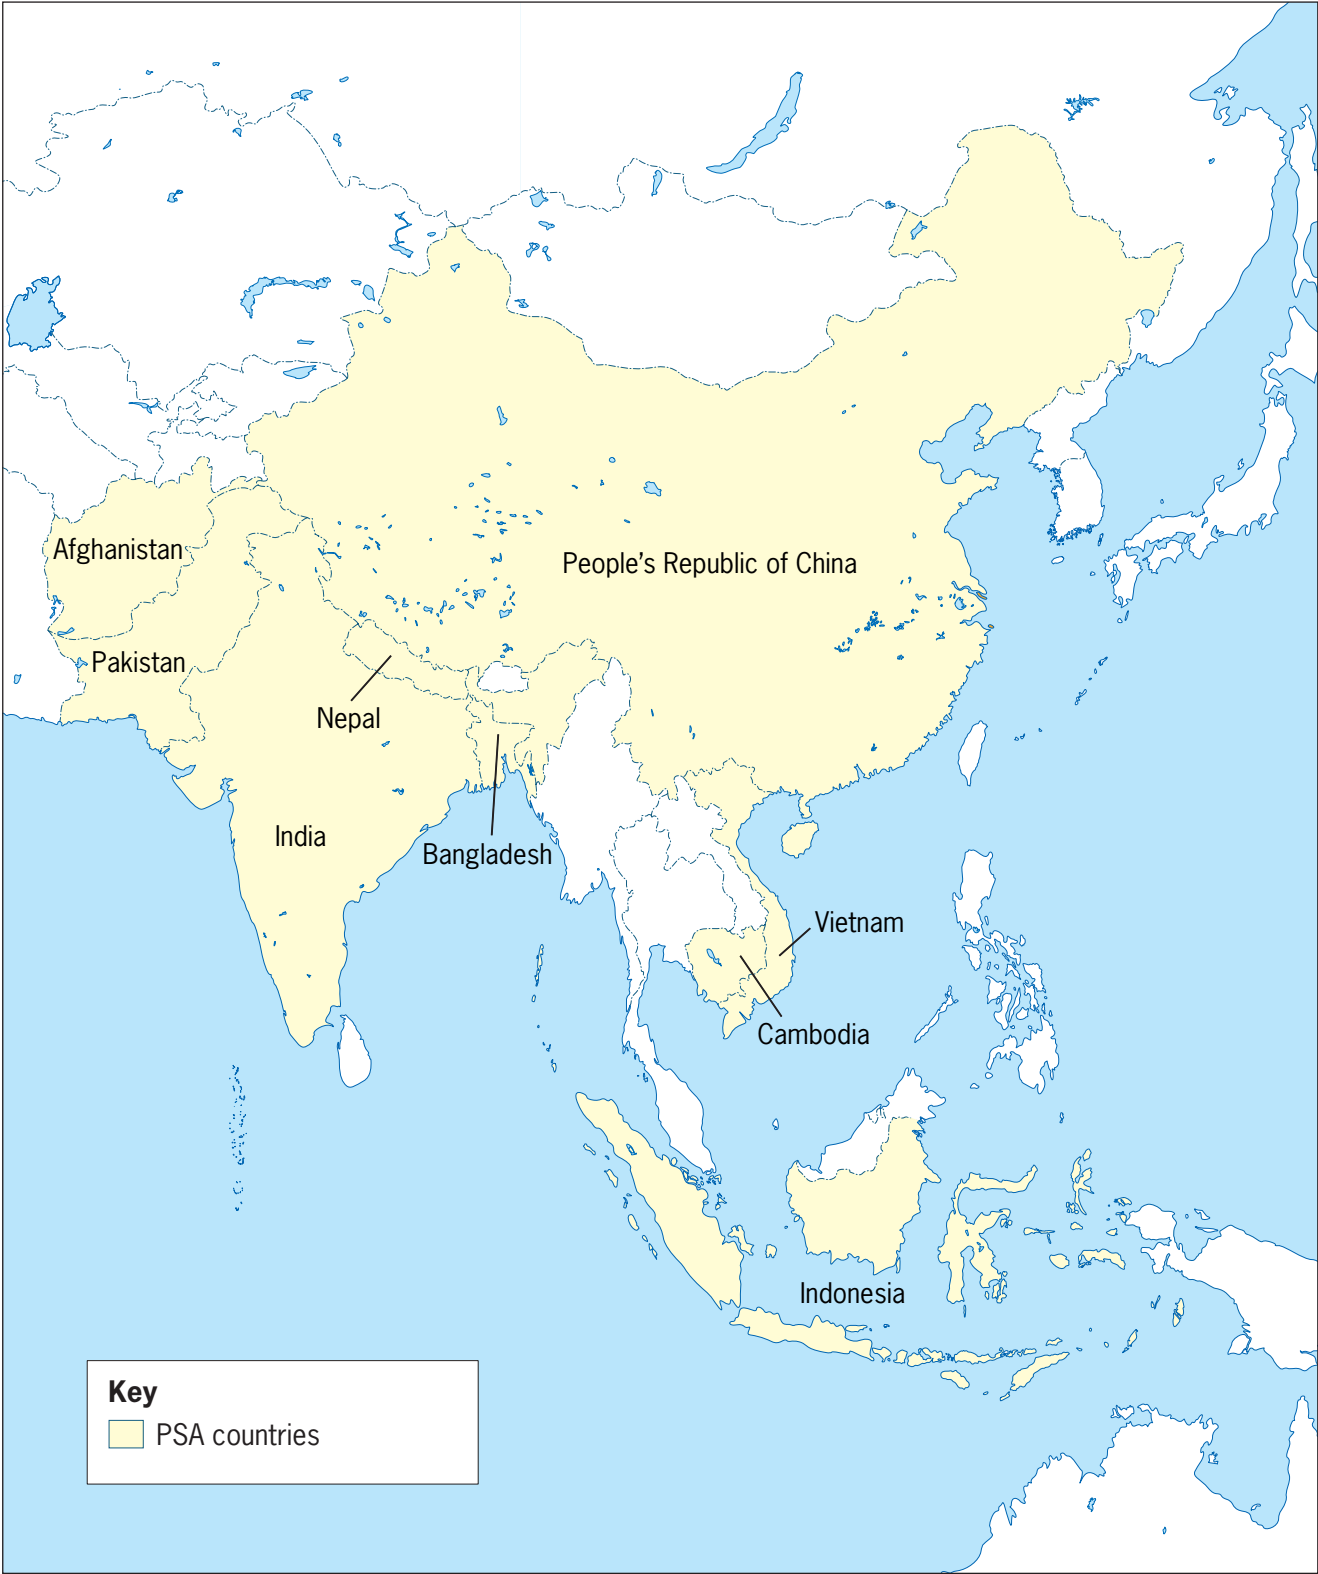 Afghanistan
People's Republic of China
Pakistan
Nepal
India
Bangladesh
Vietnam
Cambodia
Indonesia
Key
PSA countries